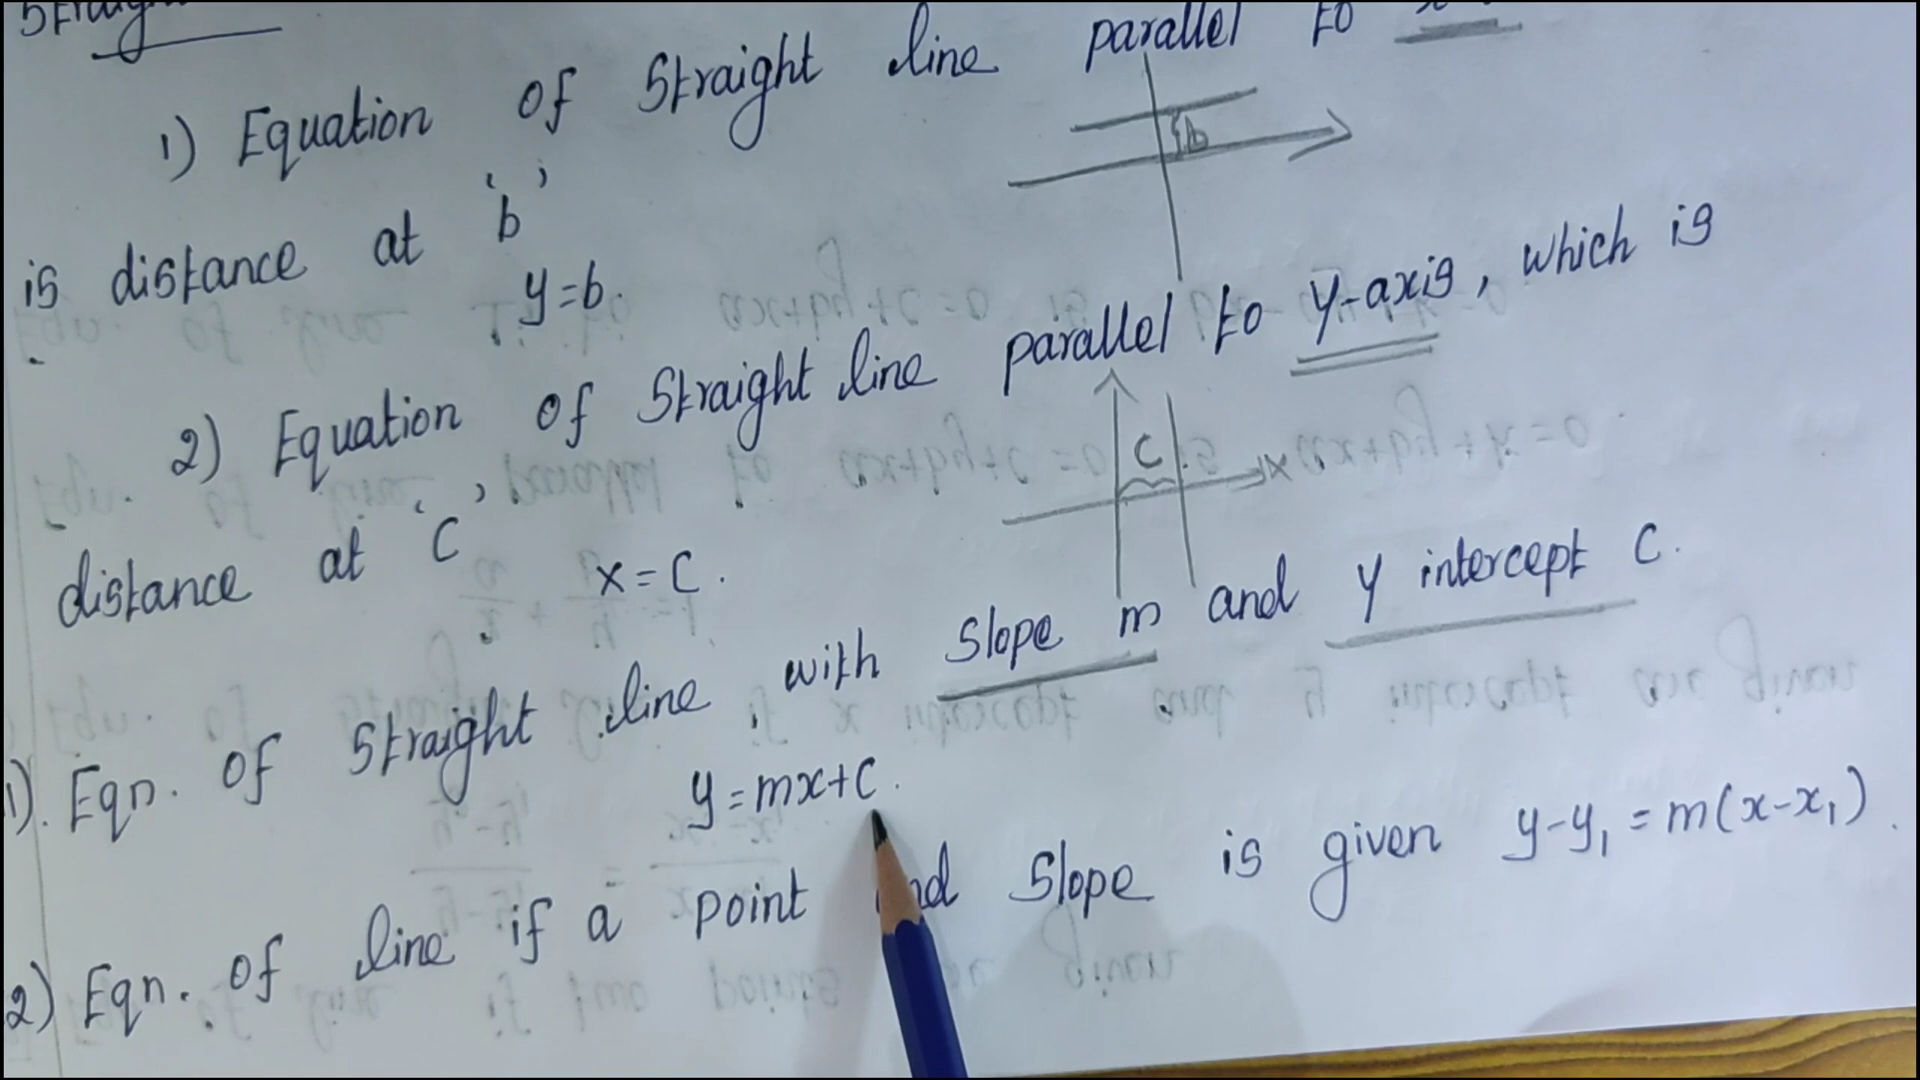 1) Equation of Straight line parallel to
b
is distance at 'b'
y=b.
2) Equation of Straight line parallel to y-axis, which is
C
x
distance at 'C'
x=C.
1). Eqn. of Straight line with Slope m and y intercept C.
y=mx+C.
2) Eqn. of line if a point and Slope is given y-y₁=m(x-x₁).